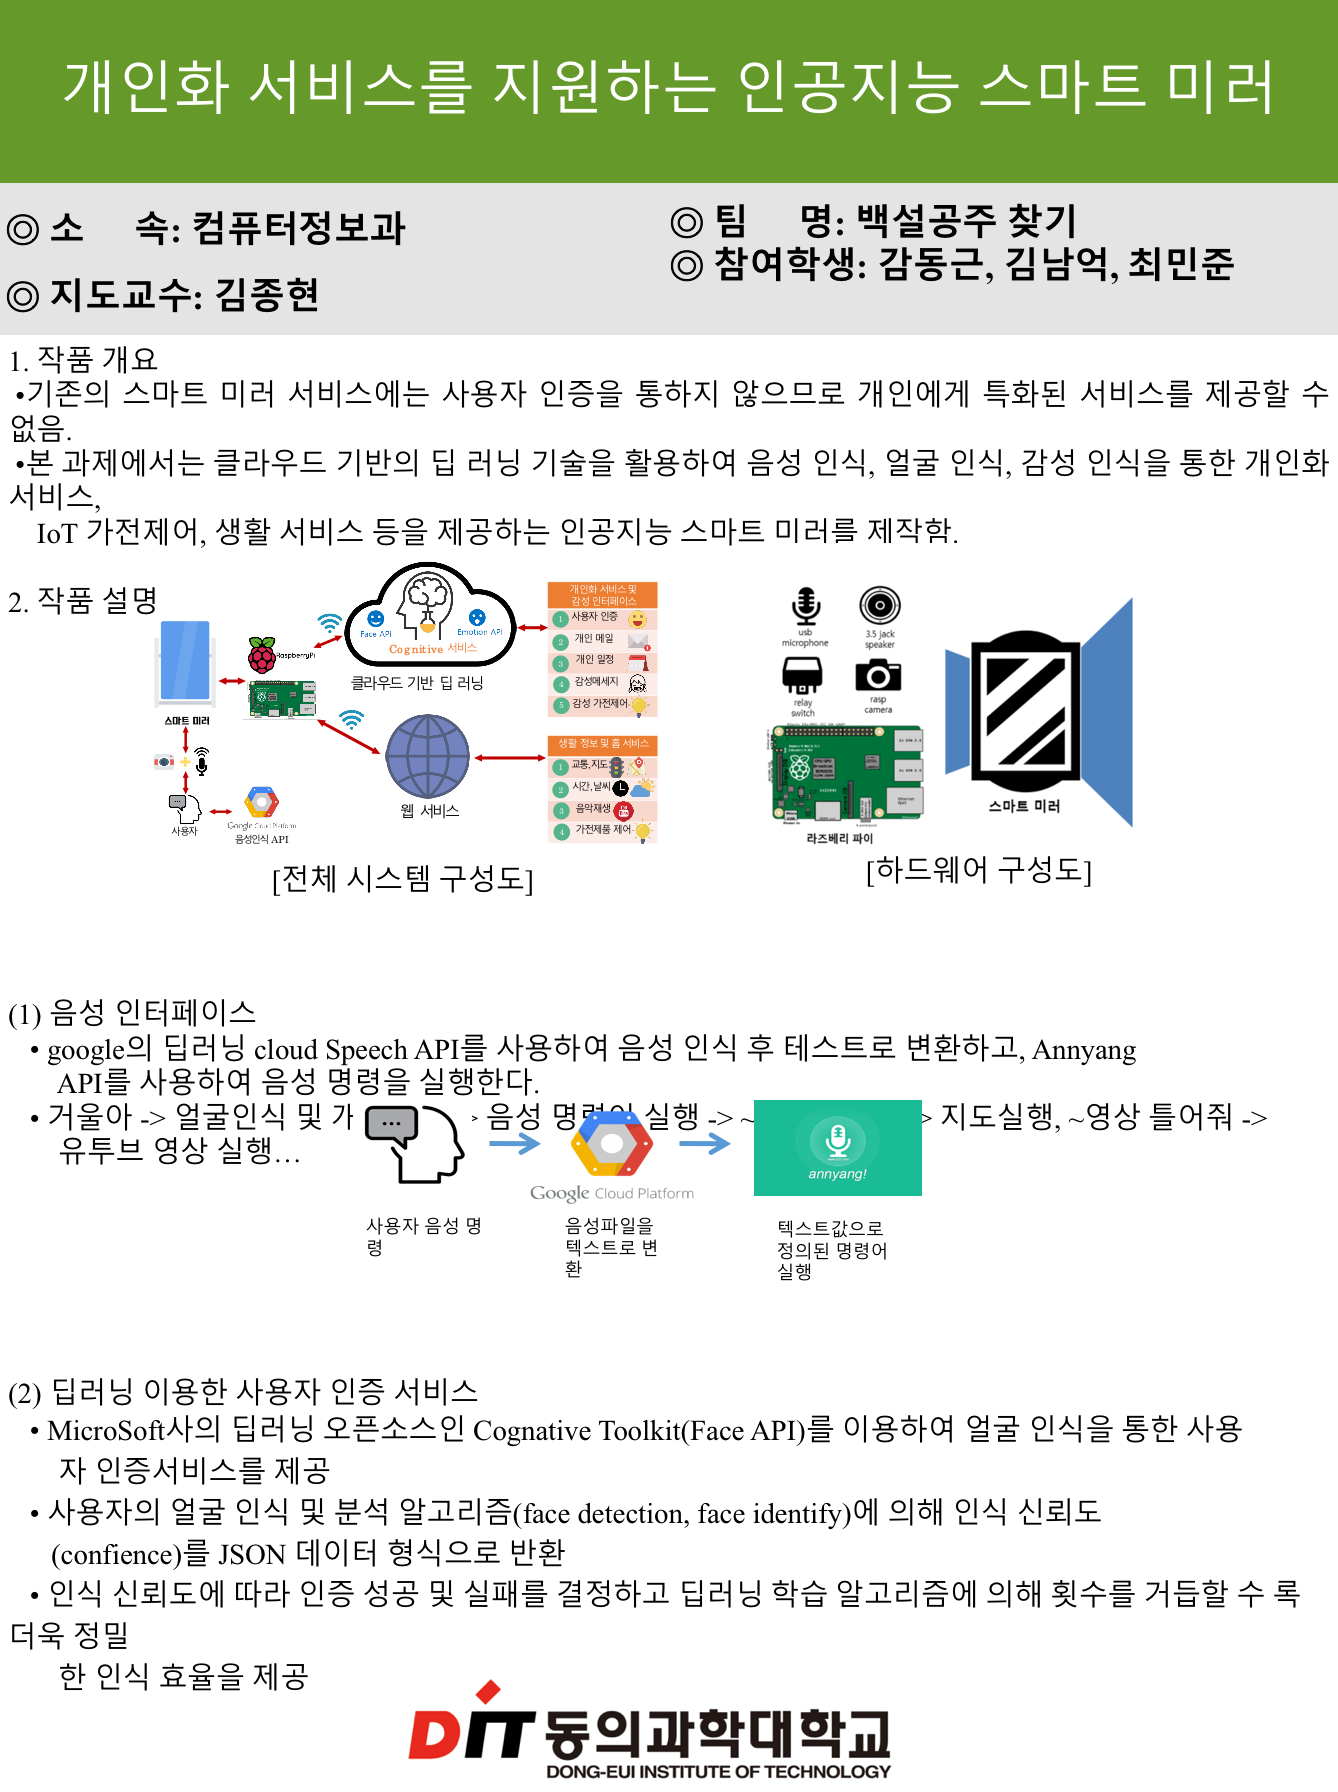 개인화 서비스를 지원하는 인공지능 스마트 미러
◎ 소 속: 컴퓨터정보과
◎ 지도교수: 김종현
◎ 팀 명: 백설공주 찾기
◎ 참여학생: 감동근, 김남억, 최민준
1. 작품 개요
•기존의 스마트 미러 서비스에는 사용자 인증을 통하지 않으므로 개인에게 특화된 서비스를 제공할 수
없음.
•본 과제에서는 클라우드 기반의 딥 러닝 기술을 활용하여 음성 인식, 얼굴 인식, 감성 인식을 통한 개인화
서비스,
IoT 가전제어, 생활 서비스 등을 제공하는 인공지능 스마트 미러를 제작함.
2. 작품 설명
스마트 미러
RaspberryPi
사용자
Google Cloud Platform
음성인식 API
Face API
Emotion API
Cognitive 서비스
클라우드 기반 딥 러닝
웹 서비스
개인화 서비스 및
감성 인터페이스
1 사용자 인증
2 개인 메일
3 개인 일정
4 감성메세지
5 감성 가전제어
생활 정보 및 홈 서비스
1 교통,지도
2 시간,날씨
3 음악재생
4 가전제품 제어
[전체 시스템 구성도]
usb
microphone
3.5 jack
speaker
relay
switch
rasp
camera
라즈베리 파이
스마트 미러
[하드웨어 구성도]
(1) 음성 인터페이스
• google의 딥러닝 cloud Speech API를 사용하여 음성 인식 후 테스트로 변환하고, Annyang
API를 사용하여 음성 명령을 실행한다.
• 거울아 -> 얼굴인식 및 > 음성 명령어 실행 -> ~ > 지도실행, ~영상 틀어줘 ->
유투브 영상 실행…
Google Cloud Platform
annyang!
사용자 음성 명
령
음성파일을
텍스트로 변
환
텍스트값으로
정의된 명령어
실행
(2) 딥러닝 이용한 사용자 인증 서비스
• MicroSoft사의 딥러닝 오픈소스인 Cognative Toolkit(Face API)를 이용하여 얼굴 인식을 통한 사용
자 인증서비스를 제공
• 사용자의 얼굴 인식 및 분석 알고리즘(face detection, face identify)에 의해 인식 신뢰도
(confience)를 JSON 데이터 형식으로 반환
• 인식 신뢰도에 따라 인증 성공 및 실패를 결정하고 딥러닝 학습 알고리즘에 의해 횟수를 거듭할 수 록
더욱 정밀
한 인식 효율을 제공
DIT 동의과학대학교
DONG-EUI INSTITUTE OF TECHNOLOGY